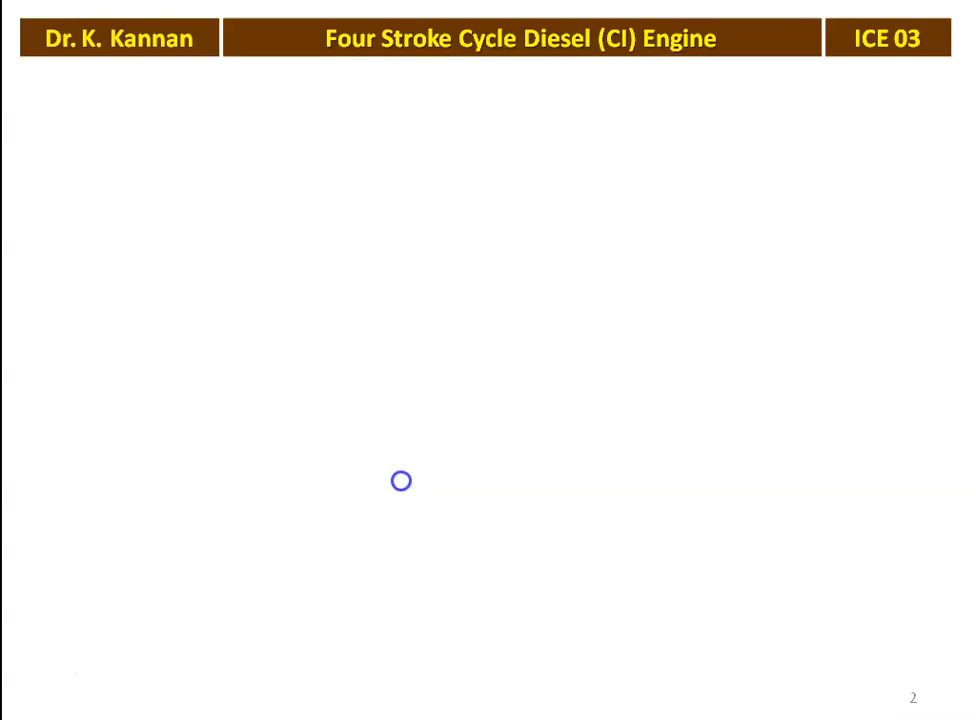 Dr. K. Kannan
Four Stroke Cycle Diesel (CI) Engine
ICE 03
2